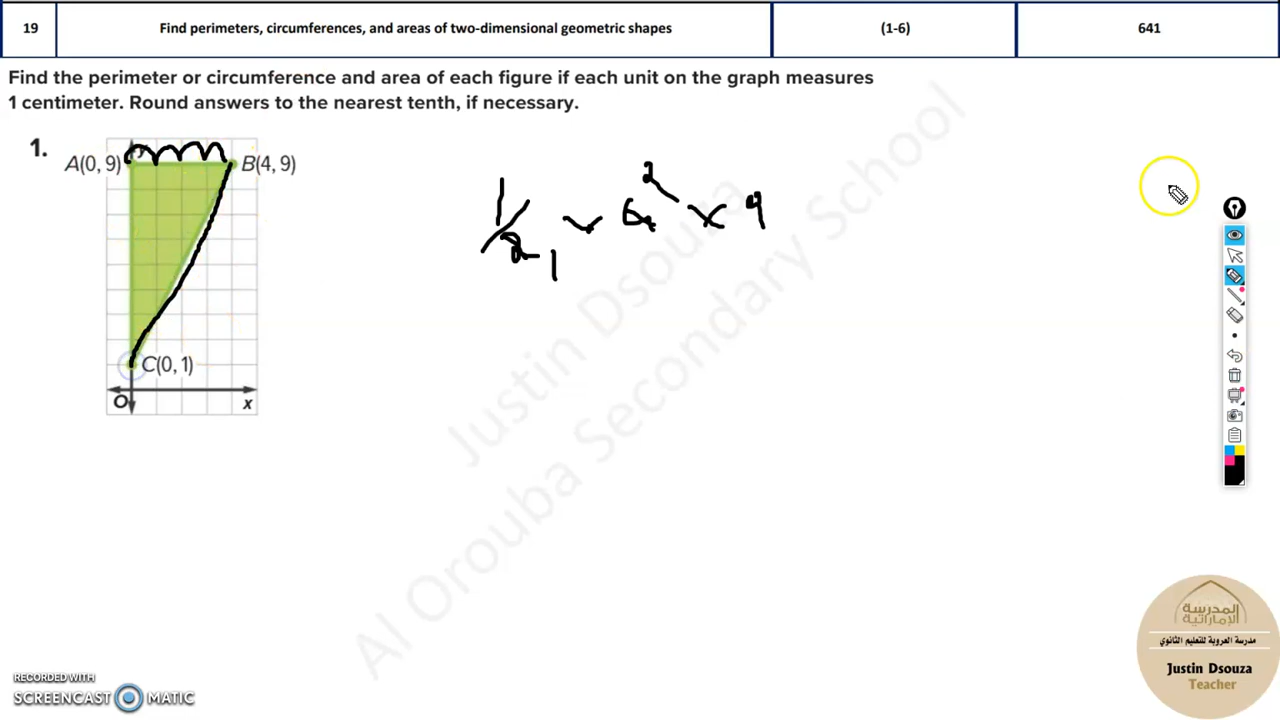 19 Find perimeters, circumferences, and areas of two-dimensional geometric shapes (1-6) 641
Find the perimeter or circumference and area of each figure if each unit on the graph measures
1 centimeter. Round answers to the nearest tenth, if necessary.
1.
y
A(0, 9) B(4, 9)
C(0, 1)
O x
1/2 × 4 × 9
2
1
Justin Dsouza
Al Orouba Secondary School
المدرسة
الإماراتية
مدرسة العروبة للتعليم الثانوي
Justin Dsouza
Teacher
RECORDED WITH
SCREENCAST MATIC